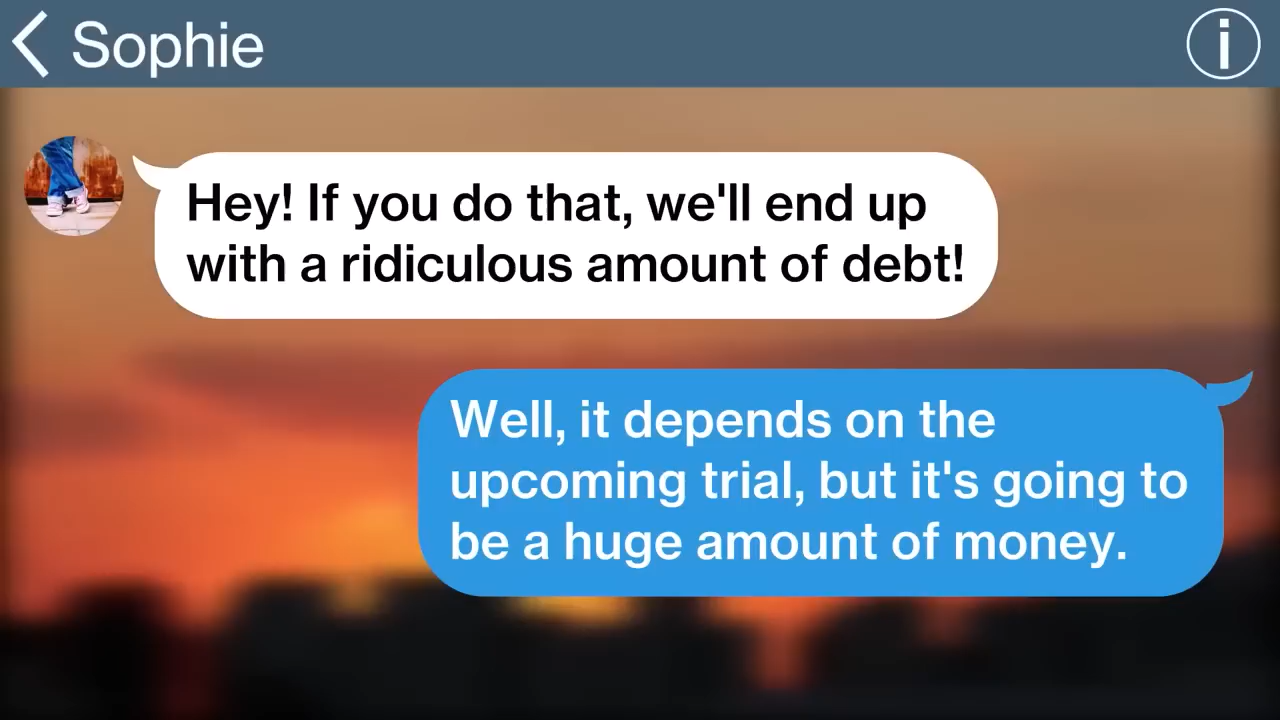 Sophie
Hey! If you do that, we'll end up
with a ridiculous amount of debt!
Well, it depends on the
upcoming trial, but it's going to
be a huge amount of money.